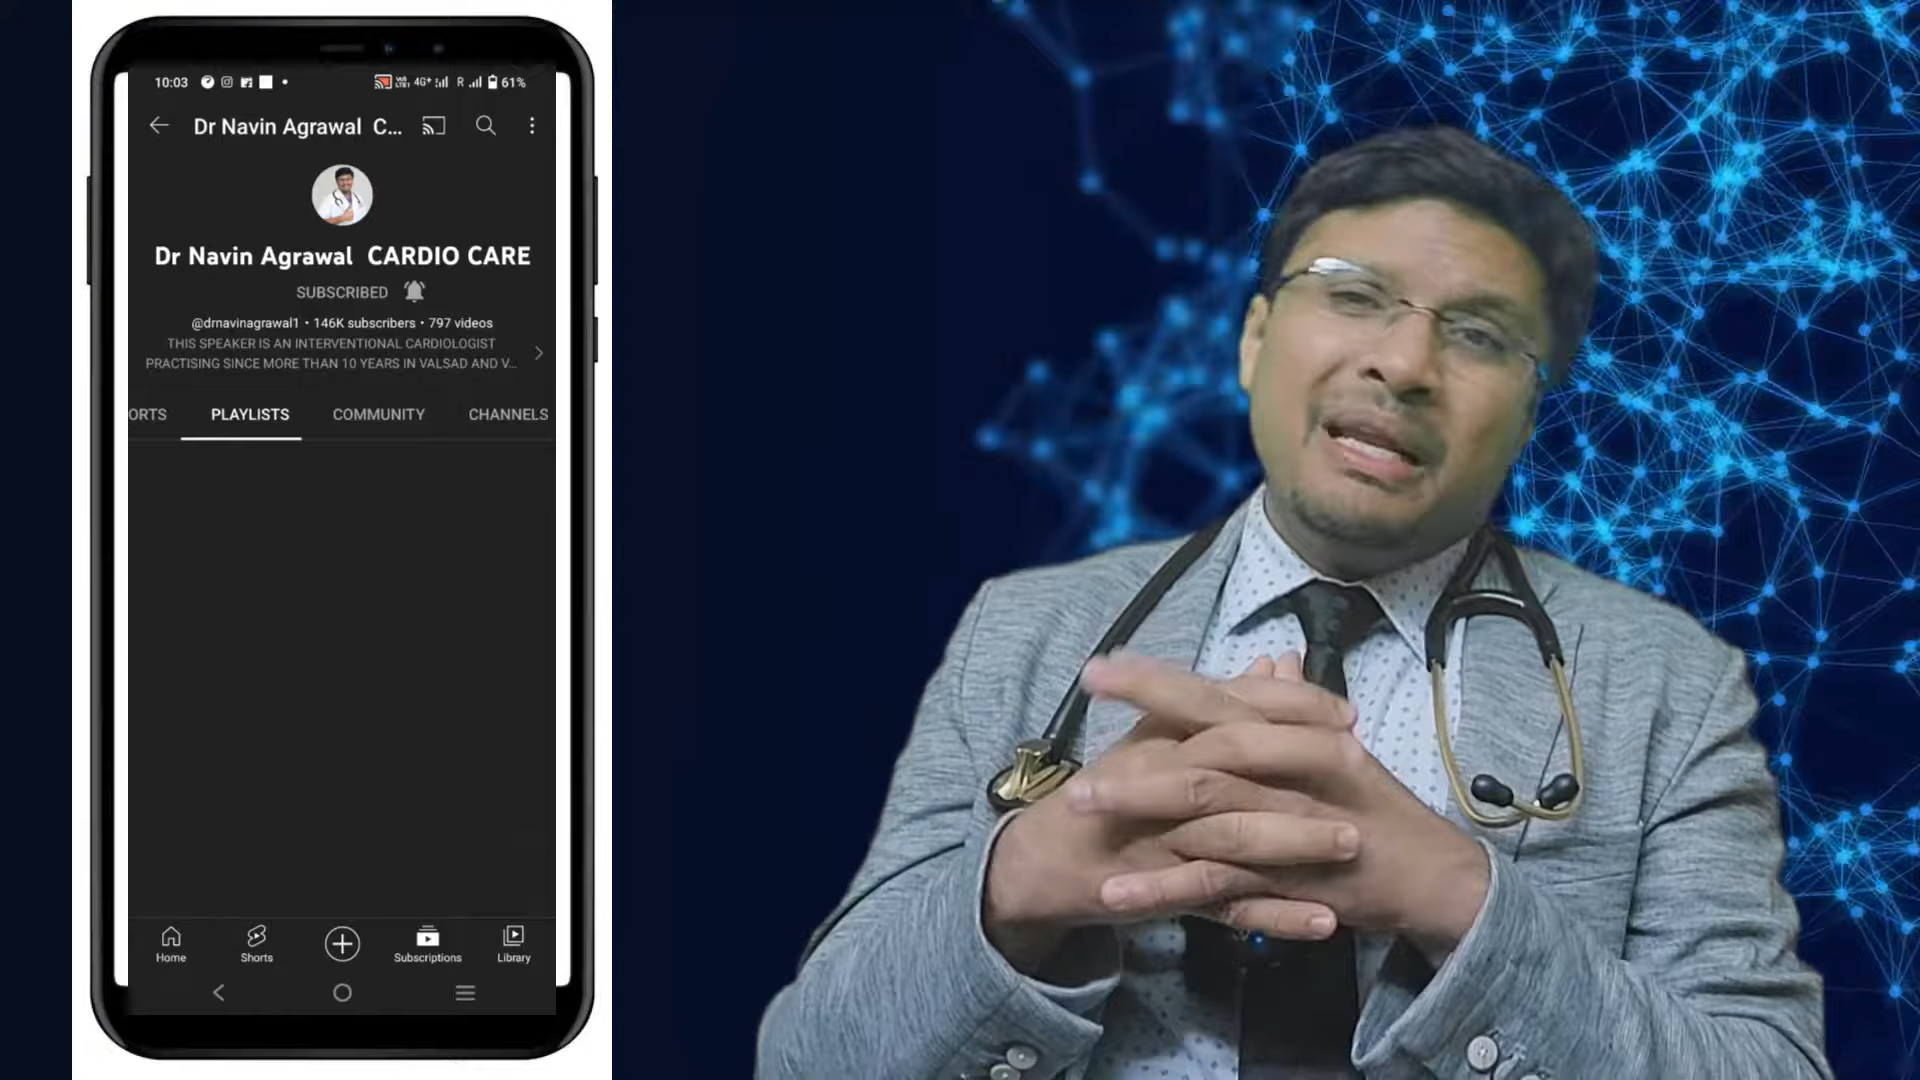 10:03 4G+ R 61%
Dr Navin Agrawal C...
Dr Navin Agrawal CARDIO CARE
SUBSCRIBED
@drnavinagrawal1 • 146K subscribers • 797 videos
THIS SPEAKER IS AN INTERVENTIONAL CARDIOLOGIST
PRACTISING SINCE MORE THAN 10 YEARS IN VALSAD AND V...
ORTS PLAYLISTS COMMUNITY CHANNELS
Home Shorts Subscriptions Library